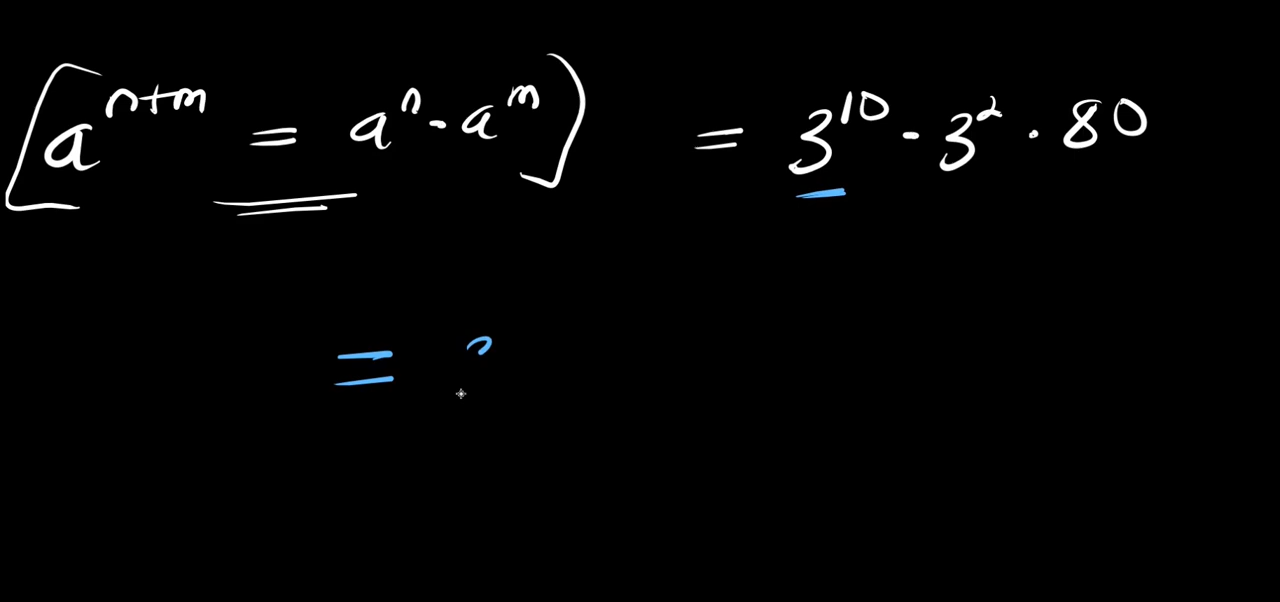 [a^{n+m} = a^n - a^m] = 3^{10} - 3^2 · 80
=